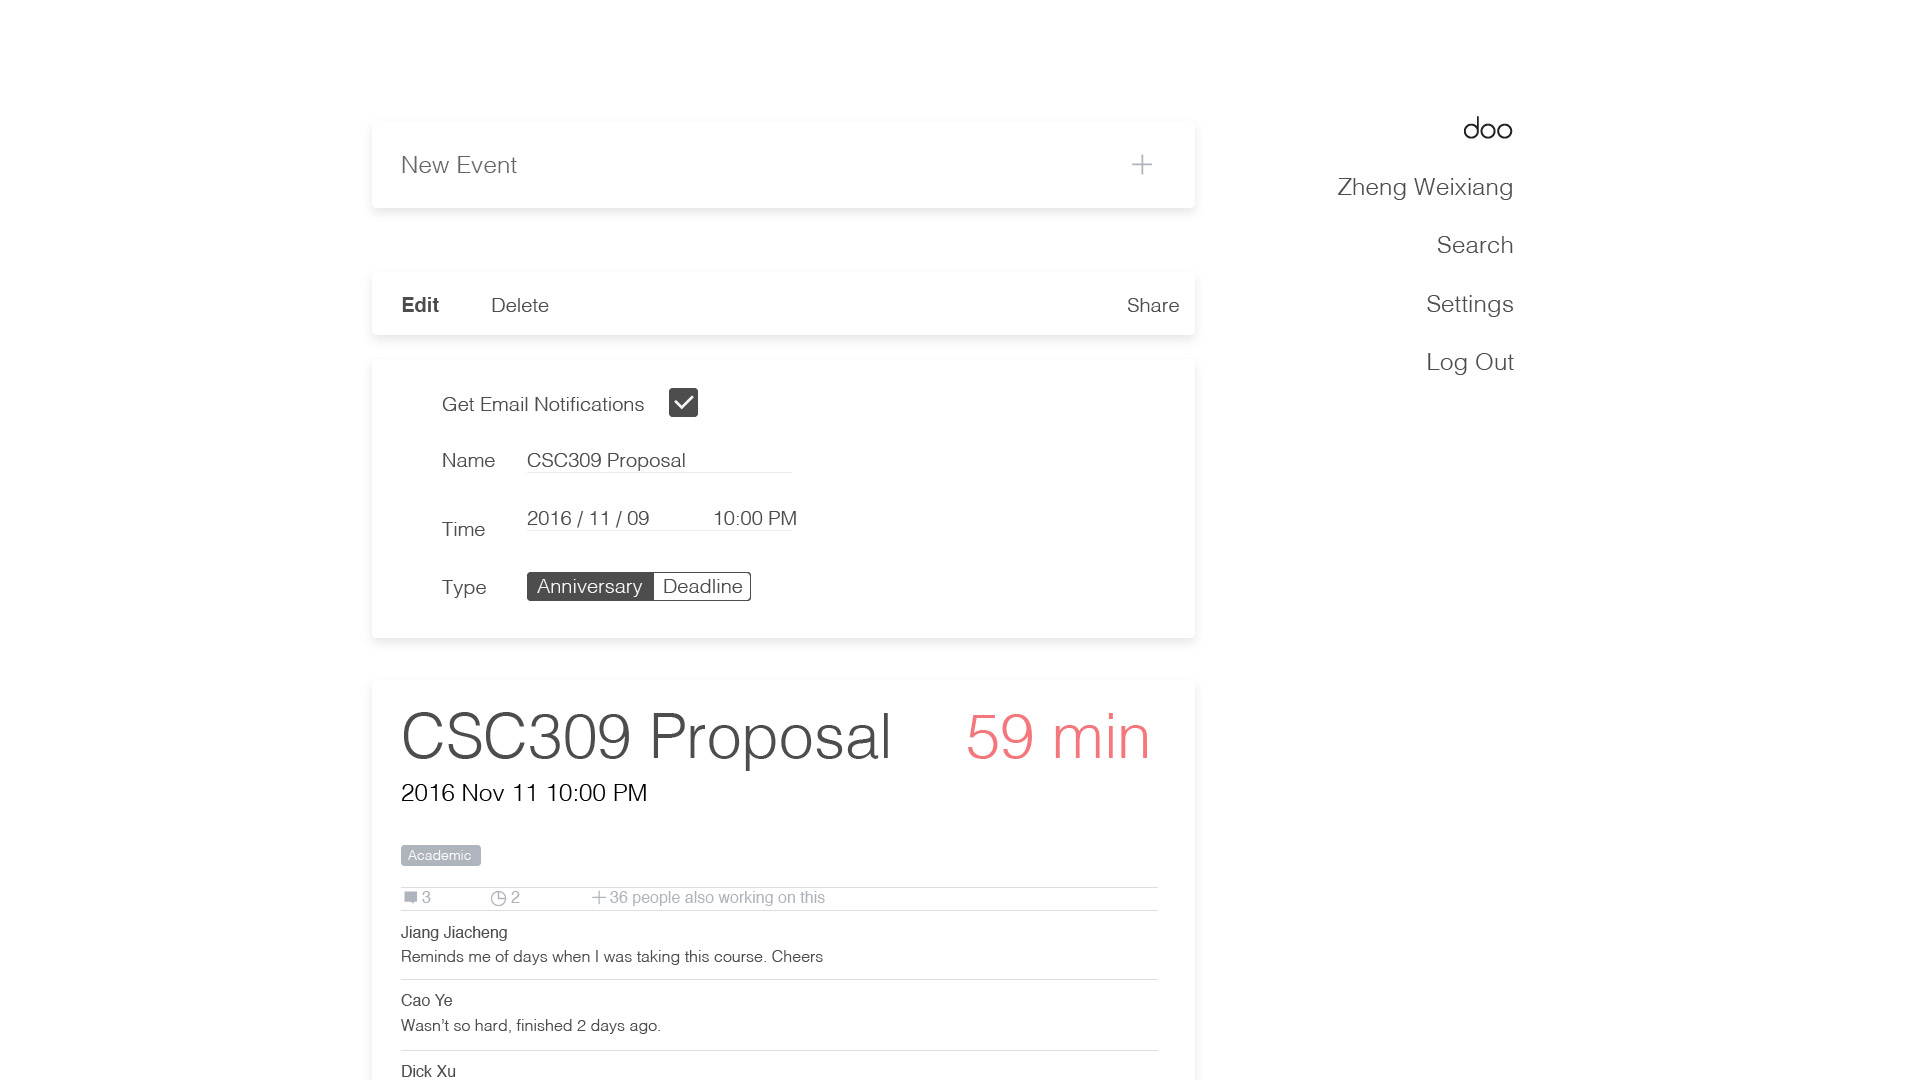 New Event
doo
Zheng Weixiang
Search
Settings
Log Out
Edit Delete Share
Get Email Notifications
Name CSC309 Proposal
Time 2016 / 11 / 09 10:00 PM
Type Anniversary Deadline
CSC309 Proposal 59 min
2016 Nov 11 10:00 PM
Academic
3 2 36 people also working on this
Jiang Jiacheng
Reminds me of days when I was taking this course. Cheers
Cao Ye
Wasn’t so hard, finished 2 days ago.
Dick Xu